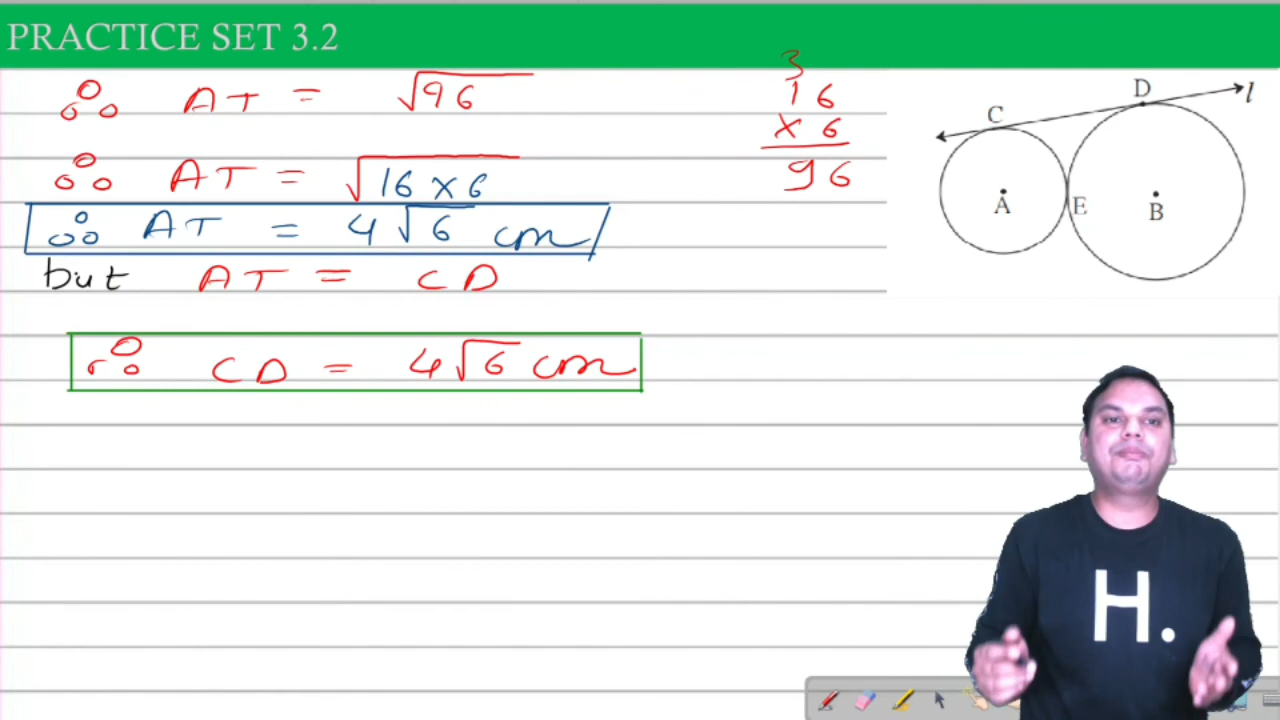 PRACTICE SET 3.2
∴ AT = √96
3
16
× 6
96
∴ AT = √16 × 6
∴ AT = 4√6 cm
but AT = CD
∴ CD = 4√6 cm
D
l
C
A
E
B
H.